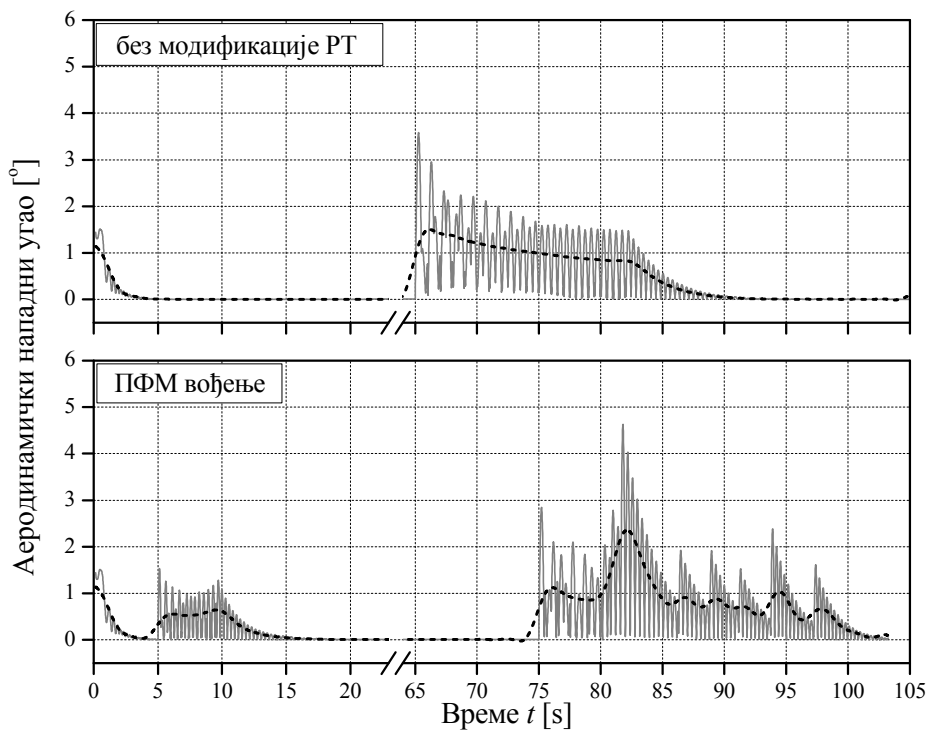 без модификације РТ
6
5
4
3
2
1
0
Аеродинамички нападни угао [°]
ПФМ вођење
6
5
4
3
2
1
0
0 5 10 15 20 65 70 75 80 85 90 95 100 105
Време t [s]